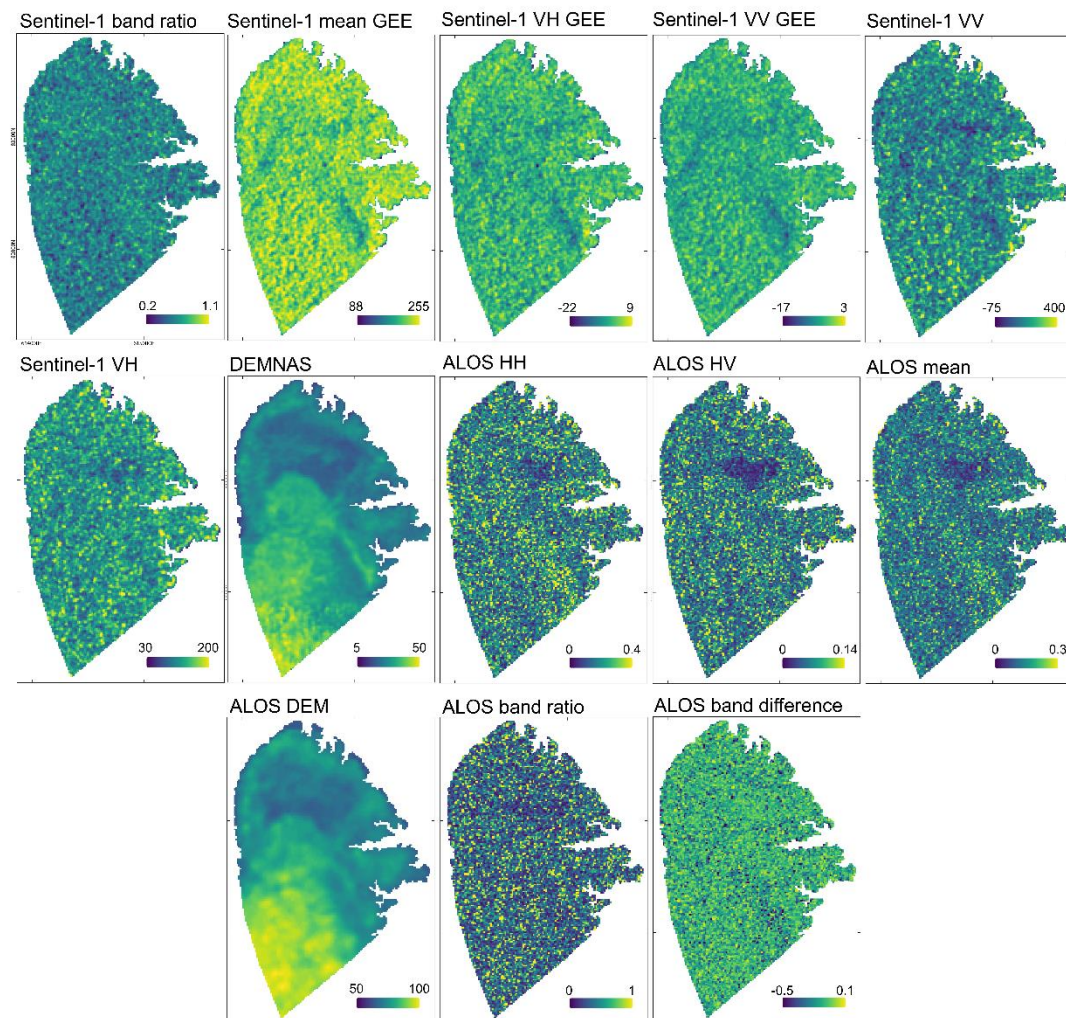 Sentinel-1 band ratio
Sentinel-1 mean GEE
Sentinel-1 VH GEE
Sentinel-1 VV GEE
Sentinel-1 VV
0.2 1.1
88 255
-22 9
-17 3
-75 400
Sentinel-1 VH
DEMNAS
ALOS HH
ALOS HV
ALOS mean
30 200
5 50
0 0.4
0 0.14
0 0.3
ALOS DEM
ALOS band ratio
ALOS band difference
50 100
0 1
-0.5 0.1